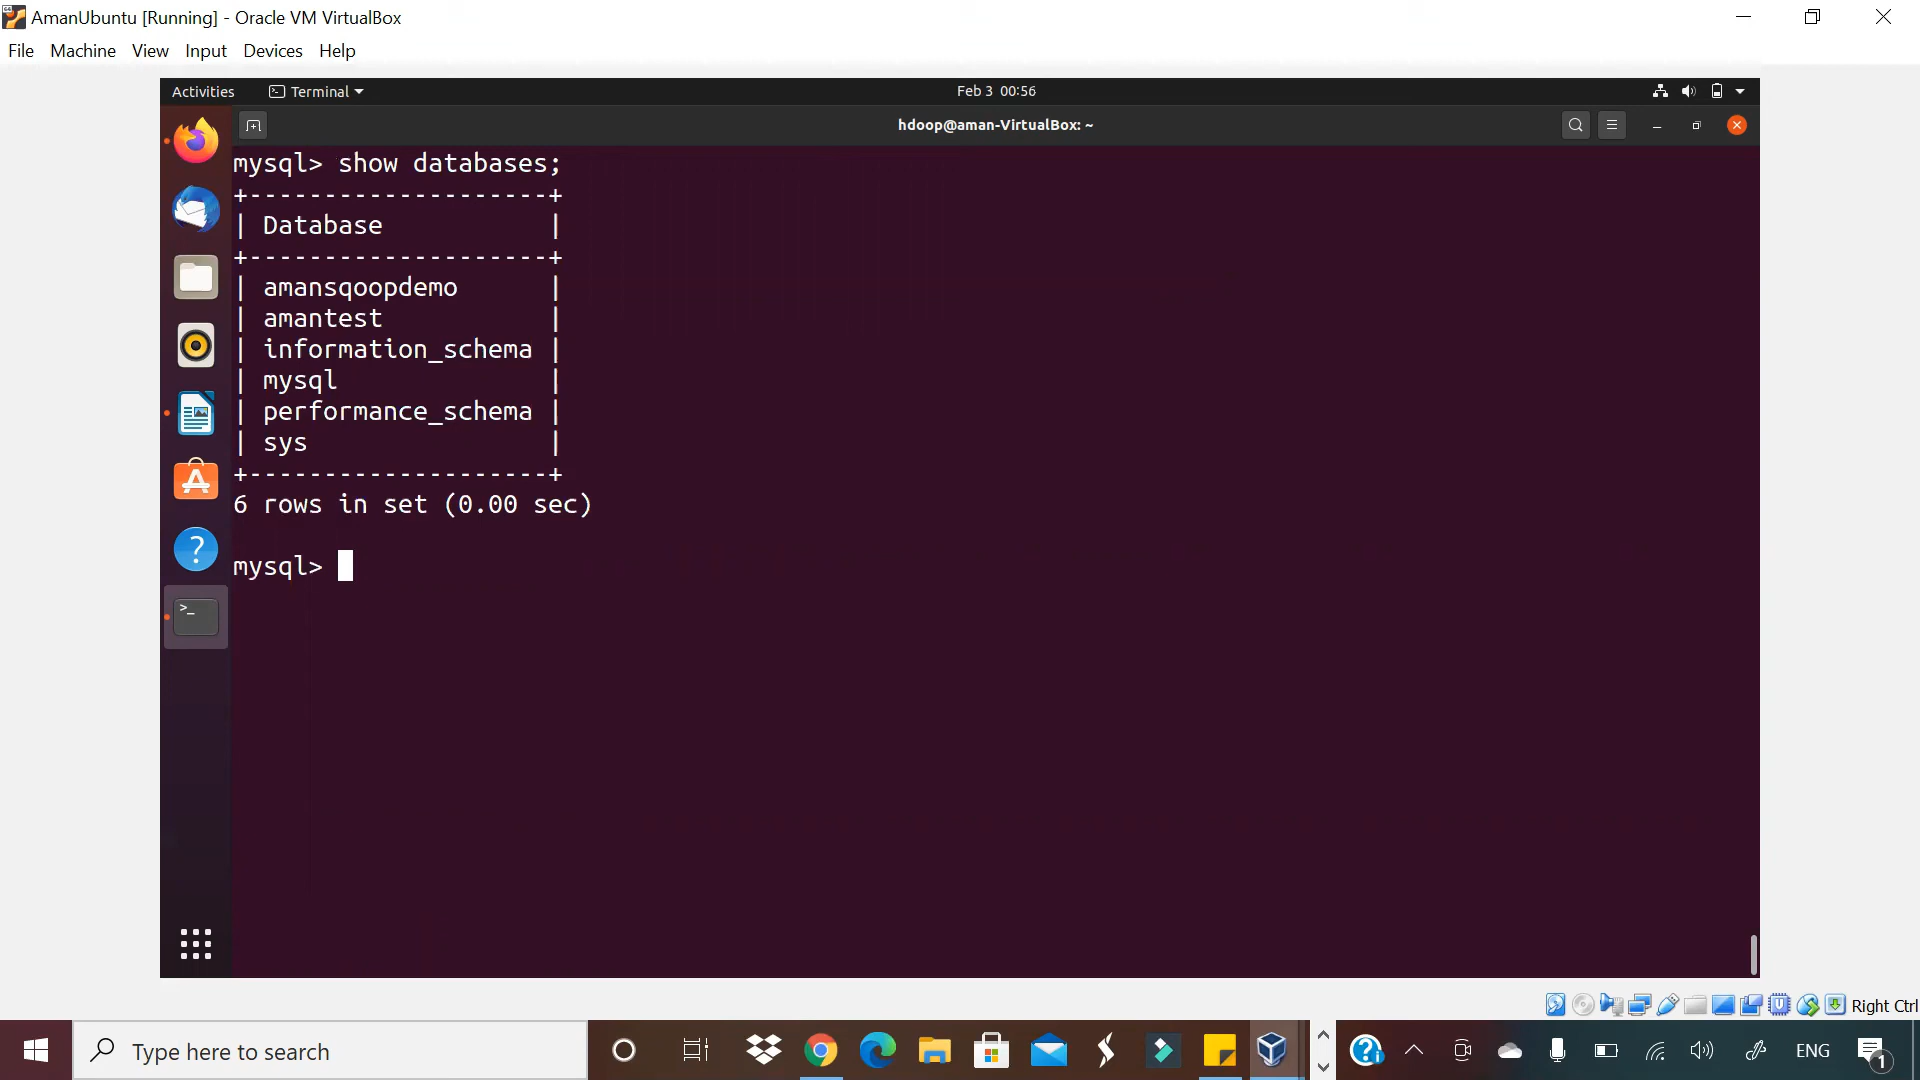 AmanUbuntu [Running] - Oracle VM VirtualBox
File Machine View Input Devices Help
Activities Terminal Feb 3 00:56
hdoop@aman-VirtualBox: ~
mysql> show databases;
+--------------------+
| Database           |
+--------------------+
| amansqoopdemo      |
| amantest           |
| information_schema |
| mysql              |
| performance_schema |
| sys                |
+--------------------+
6 rows in set (0.00 sec)
mysql>
Right Ctrl
Type here to search
ENG
1